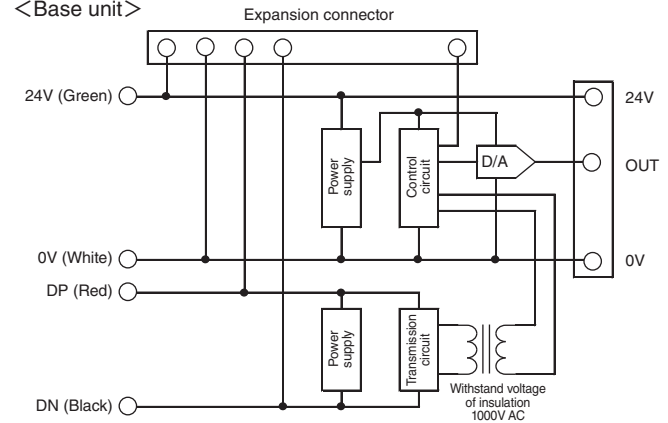 ＜Base unit＞
Expansion connector
24V (Green)
24V
Power
supply
Control
circuit
D/A
OUT
0V (White)
0V
DP (Red)
Power
supply
Transmission
circuit
Withstand voltage
of insulation
1000V AC
DN (Black)